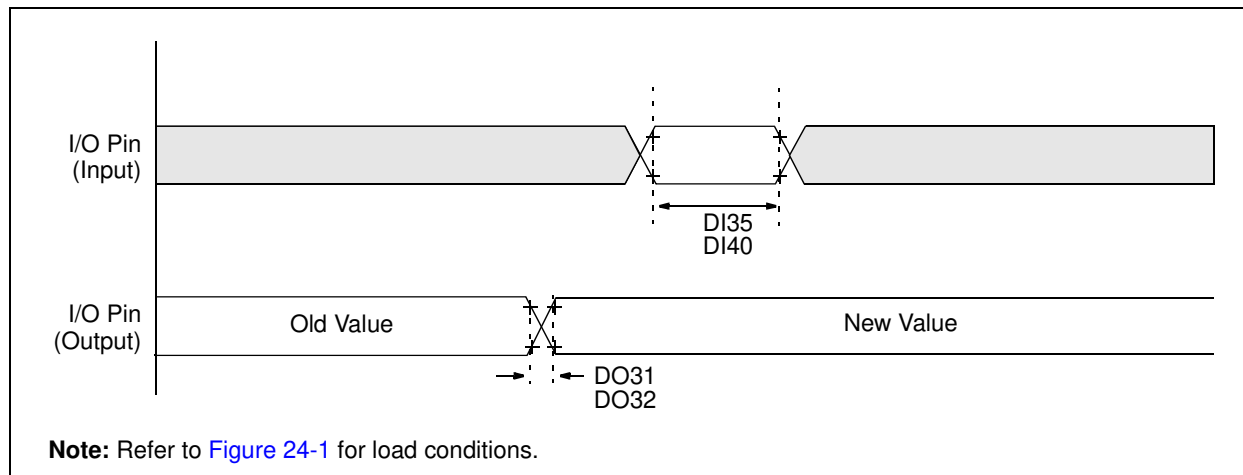 I/O Pin
(Input)
DI35
DI40
I/O Pin
(Output)
Old Value
New Value
DO31
DO32
Note: Refer to Figure 24-1 for load conditions.